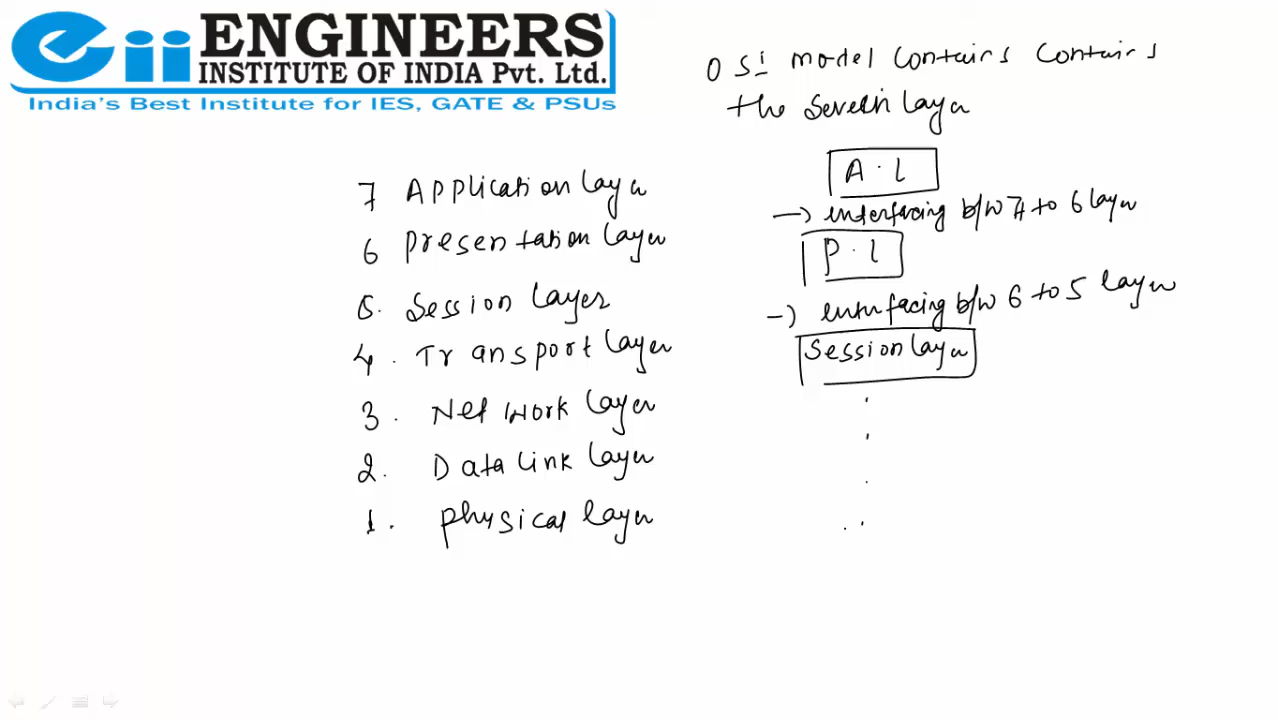 eii ENGINEERS
INSTITUTE OF INDIA Pvt. Ltd.
India's Best Institute for IES, GATE & PSUs
OSI model contains contains
the seveth layer
7 Application layer
6 presentation layer
5. Session layer
4. Transport layer
3. Network layer
2. Data link layer
1. physical layer
A.L
→ interfacing b/w 7 to 6 layer
P.L
→ interfacing b/w 6 to 5 layer
Session layer